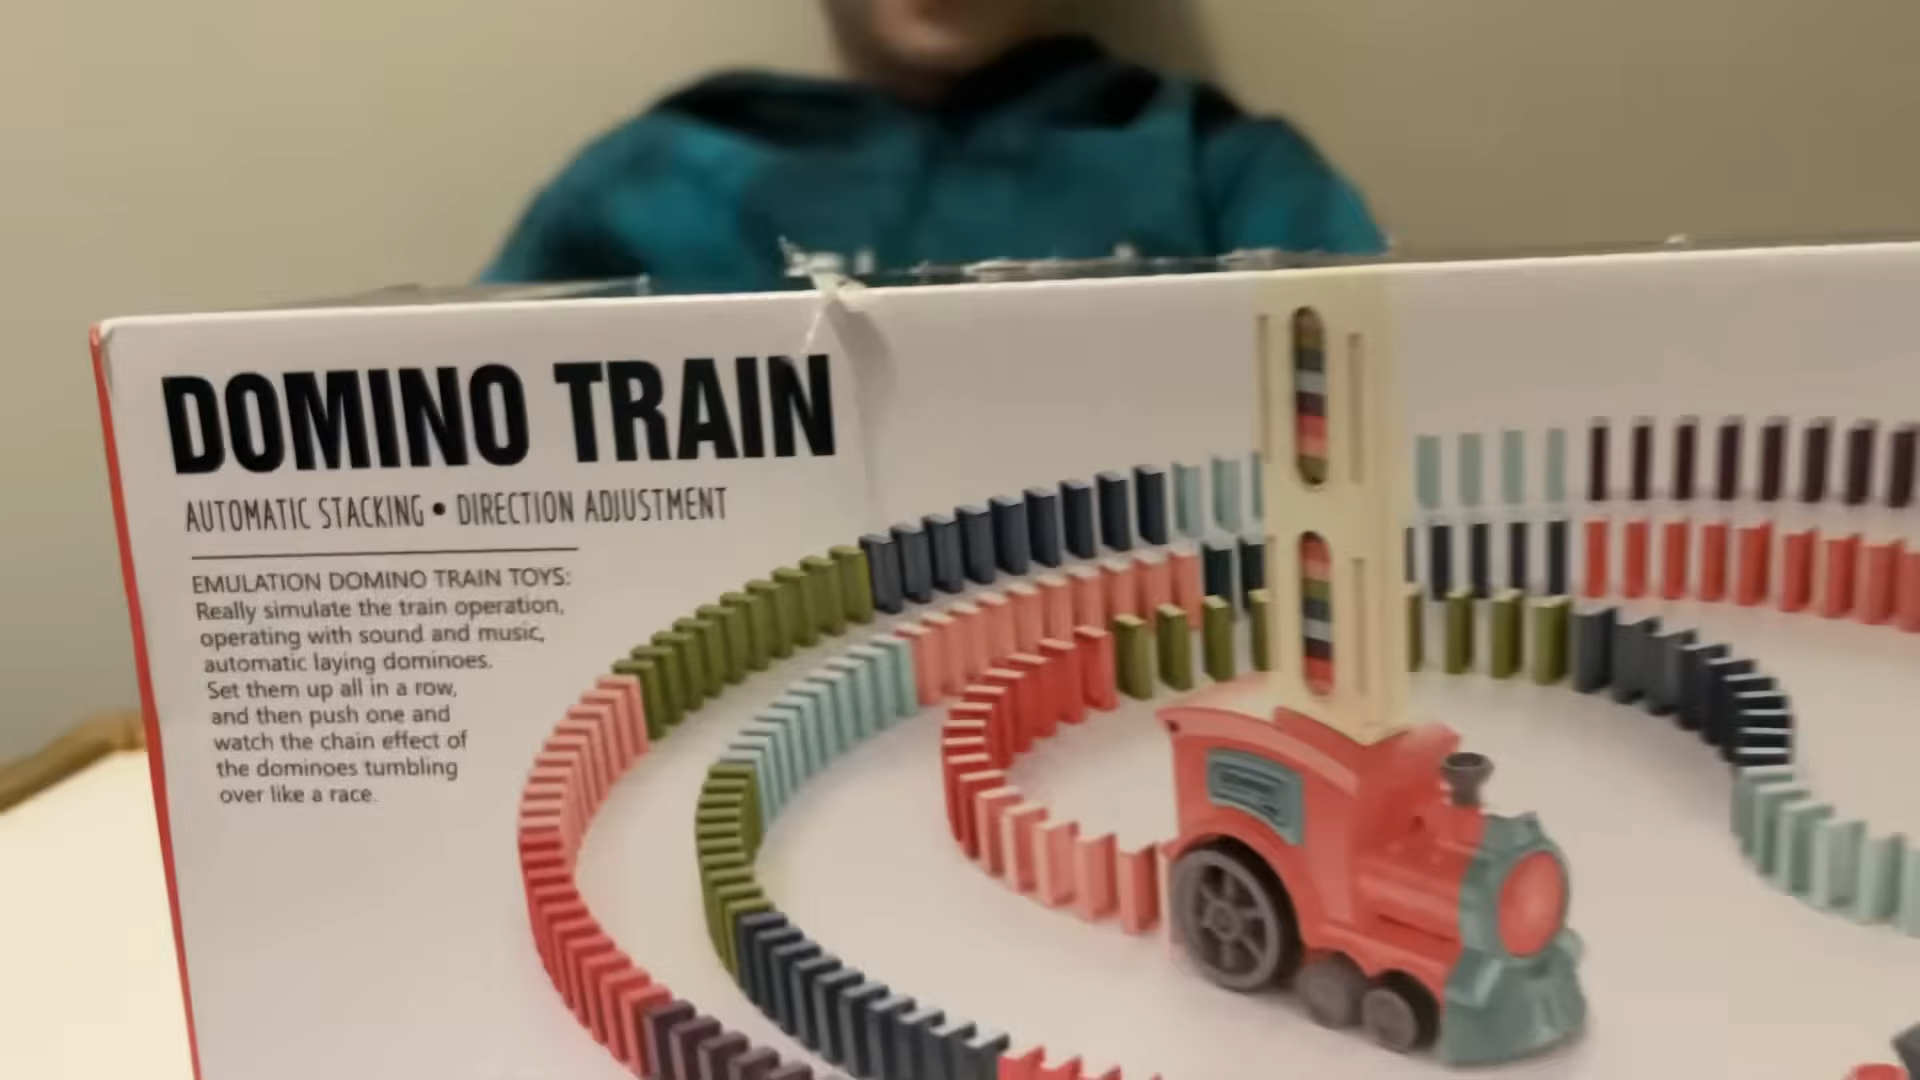 DOMINO TRAIN
AUTOMATIC STACKING • DIRECTION ADJUSTMENT
EMULATION DOMINO TRAIN TOYS:
Really simulate the train operation,
operating with sound and music,
automatic laying dominoes.
Set them up all in a row,
and then push one and
watch the chain effect of
the dominoes tumbling
over like a race.